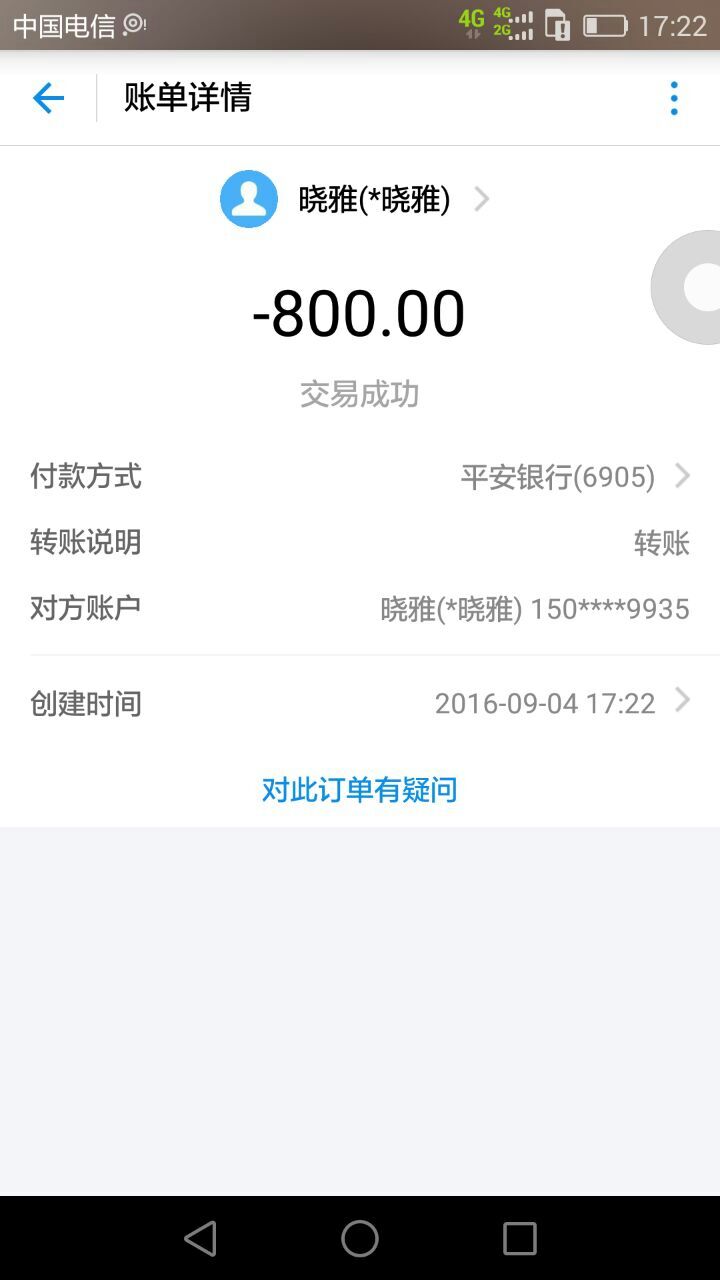 中国电信 17:22
4G 4G 2G
账单详情
晓雅(*晓雅)
-800.00
交易成功
付款方式 平安银行(6905)
转账说明 转账
对方账户 晓雅(*晓雅) 150****9935
创建时间 2016-09-04 17:22
对此订单有疑问